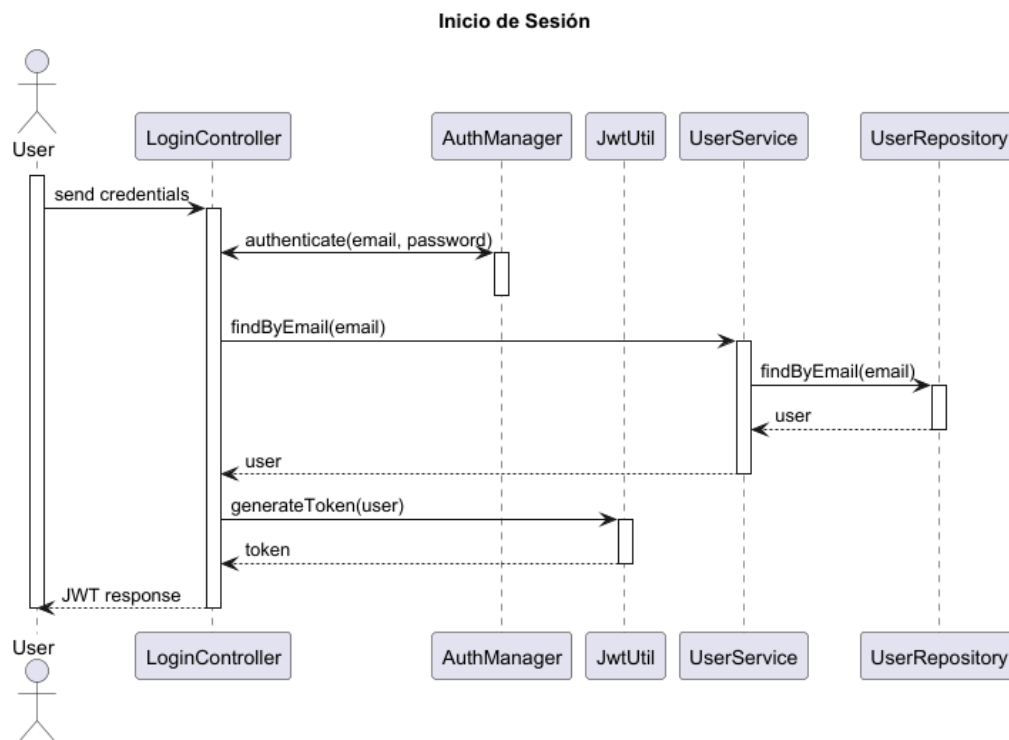 Inicio de Sesión
User
LoginController
AuthManager
JwtUtil
UserService
UserRepository
send credentials
authenticate(email, password)
findByEmail(email)
findByEmail(email)
user
user
generateToken(user)
token
JWT response
User
LoginController
AuthManager
JwtUtil
UserService
UserRepository